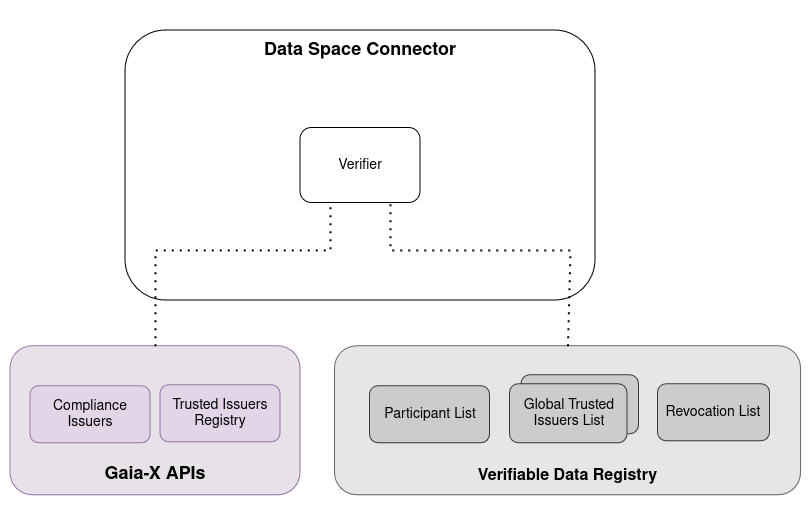 Data Space Connector
Verifier
Compliance
Issuers
Trusted Issuers
Registry
Gaia-X APIs
Participant List
Global Trusted
Issuers List
Revocation List
Verifiable Data Registry